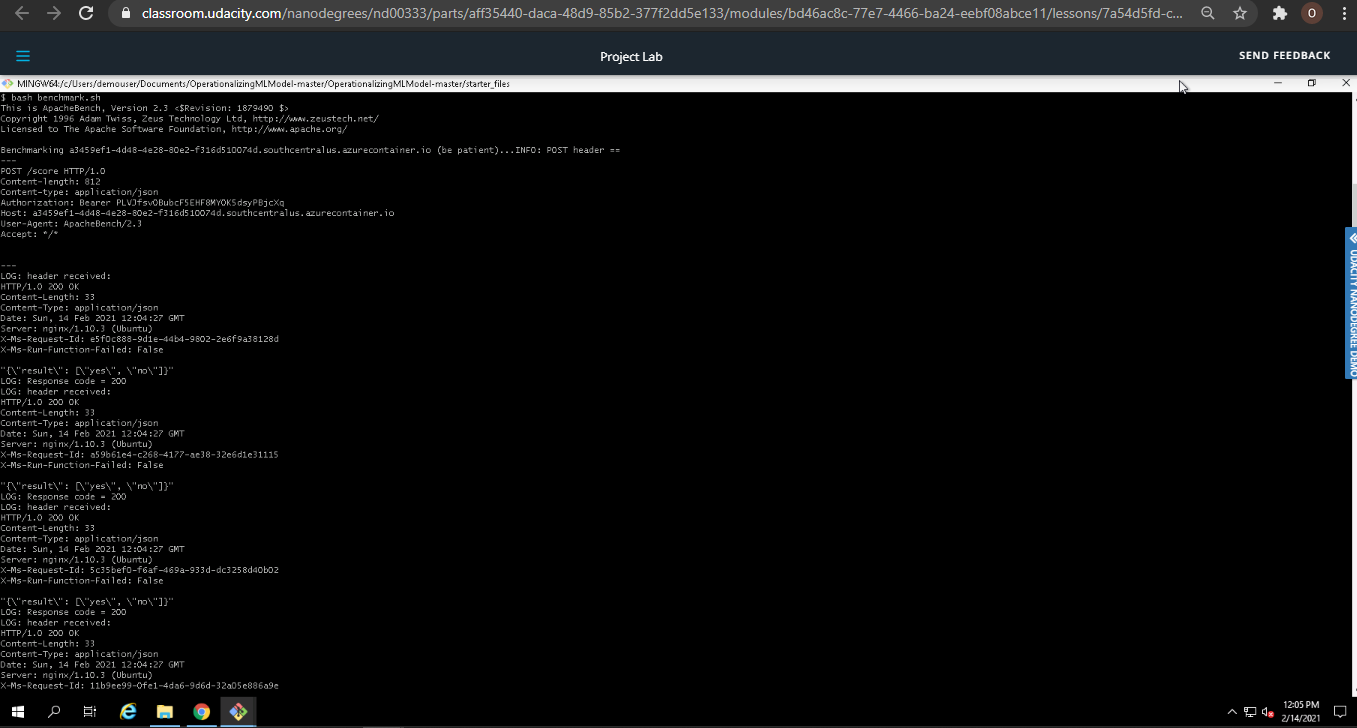 classroom.udacity.com/nanodegrees/nd00333/parts/aff35440-daca-48d9-85b2-377f2dd5e133/modules/bd46ac8c-77e7-4466-ba24-eebf08abce11/lessons/7a54d5fd-c...
O
Project Lab
SEND FEEDBACK
MINGW64:/c/Users/demouser/Documents/OperationalizingMLModel-master/OperationalizingMLModel-master/starter_files
$ bash benchmark.sh
This is ApacheBench, Version 2.3 <$Revision: 1879490 $>
Copyright 1996 Adam Twiss, Zeus Technology Ltd, http://www.zeustech.net/
Licensed to The Apache Software Foundation, http://www.apache.org/
Benchmarking a3459ef1-4d48-4e28-80e2-f316d510074d.southcentralus.azurecontainer.io (be patient)...INFO: POST header ==
---
POST /score HTTP/1.0
Content-length: 812
Content-type: application/json
Authorization: Bearer PLVJfsvOBubcF5EHF8MYOK5dsyPBjcXq
Host: a3459ef1-4d48-4e28-80e2-f316d510074d.southcentralus.azurecontainer.io
User-Agent: ApacheBench/2.3
Accept: */*
---
LOG: header received:
HTTP/1.0 200 OK
Content-Length: 33
Content-Type: application/json
Date: Sun, 14 Feb 2021 12:04:27 GMT
Server: nginx/1.10.3 (Ubuntu)
X-Ms-Request-Id: e5f0c888-9d1e-44b4-9802-2e6f9a38128d
X-Ms-Run-Function-Failed: False
"{\"result\": [\"yes\", \"no\"]}"
LOG: Response code = 200
LOG: header received:
HTTP/1.0 200 OK
Content-Length: 33
Content-Type: application/json
Date: Sun, 14 Feb 2021 12:04:27 GMT
Server: nginx/1.10.3 (Ubuntu)
X-Ms-Request-Id: a59b61e4-c268-4177-ae38-32e6d1e31115
X-Ms-Run-Function-Failed: False
"{\"result\": [\"yes\", \"no\"]}"
LOG: Response code = 200
LOG: header received:
HTTP/1.0 200 OK
Content-Length: 33
Content-Type: application/json
Date: Sun, 14 Feb 2021 12:04:27 GMT
Server: nginx/1.10.3 (Ubuntu)
X-Ms-Request-Id: 5c35bef0-f6af-469a-933d-dc3258d40b02
X-Ms-Run-Function-Failed: False
"{\"result\": [\"yes\", \"no\"]}"
LOG: Response code = 200
LOG: header received:
HTTP/1.0 200 OK
Content-Length: 33
Content-Type: application/json
Date: Sun, 14 Feb 2021 12:04:27 GMT
Server: nginx/1.10.3 (Ubuntu)
X-Ms-Request-Id: 11b9ee99-0fe1-4da6-9d6d-32a05e886a9e
UDACITY NANODEGREE DEMO
12:05 PM
2/14/2021